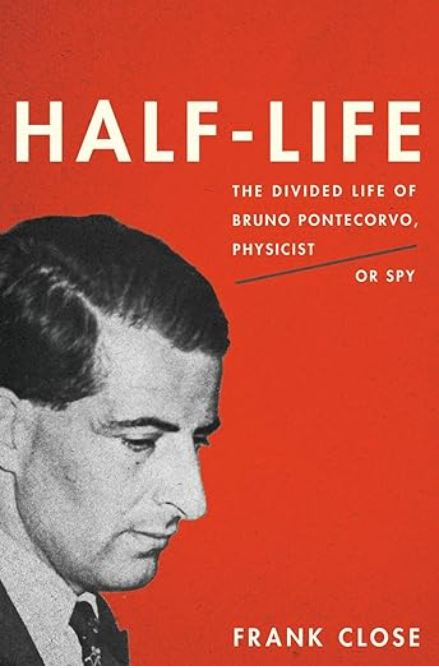 HALF-LIFE
THE DIVIDED LIFE OF
BRUNO PONTECORVO,
PHYSICIST
OR SPY
FRANK CLOSE